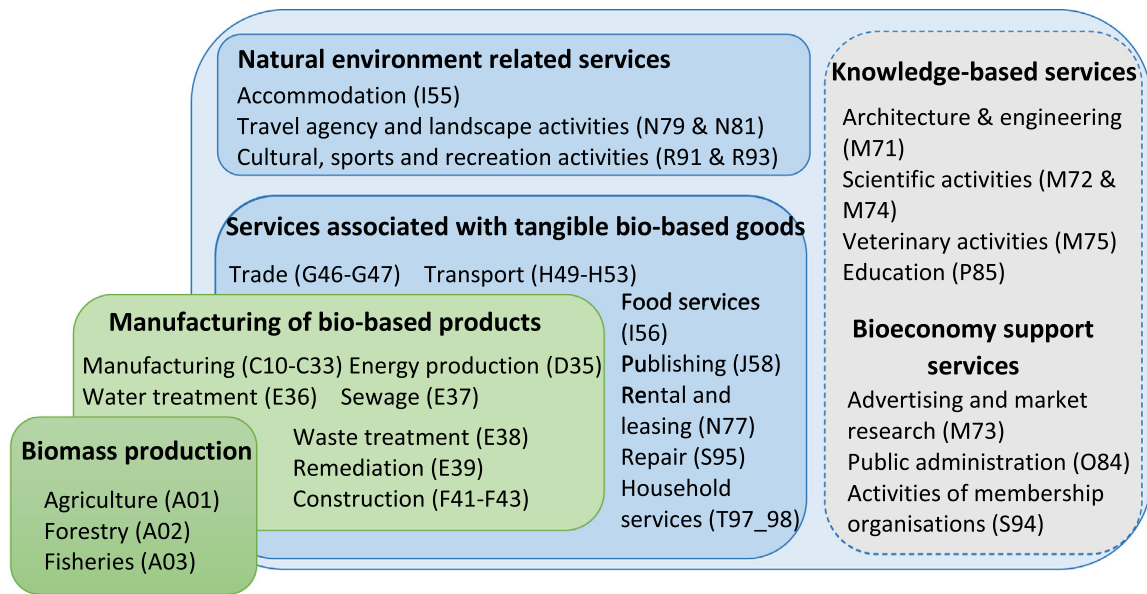 Natural environment related services
Accommodation (I55)
Travel agency and landscape activities (N79 & N81)
Cultural, sports and recreation activities (R91 & R93)
Services associated with tangible bio-based goods
Trade (G46-G47) Transport (H49-H53)
Food services
(I56)
Publishing (J58)
Rental and
leasing (N77)
Repair (S95)
Household
services (T97_98)
Manufacturing of bio-based products
Manufacturing (C10-C33) Energy production (D35)
Water treatment (E36) Sewage (E37)
Waste treatment (E38)
Remediation (E39)
Construction (F41-F43)
Biomass production
Agriculture (A01)
Forestry (A02)
Fisheries (A03)
Knowledge-based services
Architecture & engineering
(M71)
Scientific activities (M72 &
M74)
Veterinary activities (M75)
Education (P85)
Bioeconomy support
services
Advertising and market
research (M73)
Public administration (O84)
Activities of membership
organisations (S94)